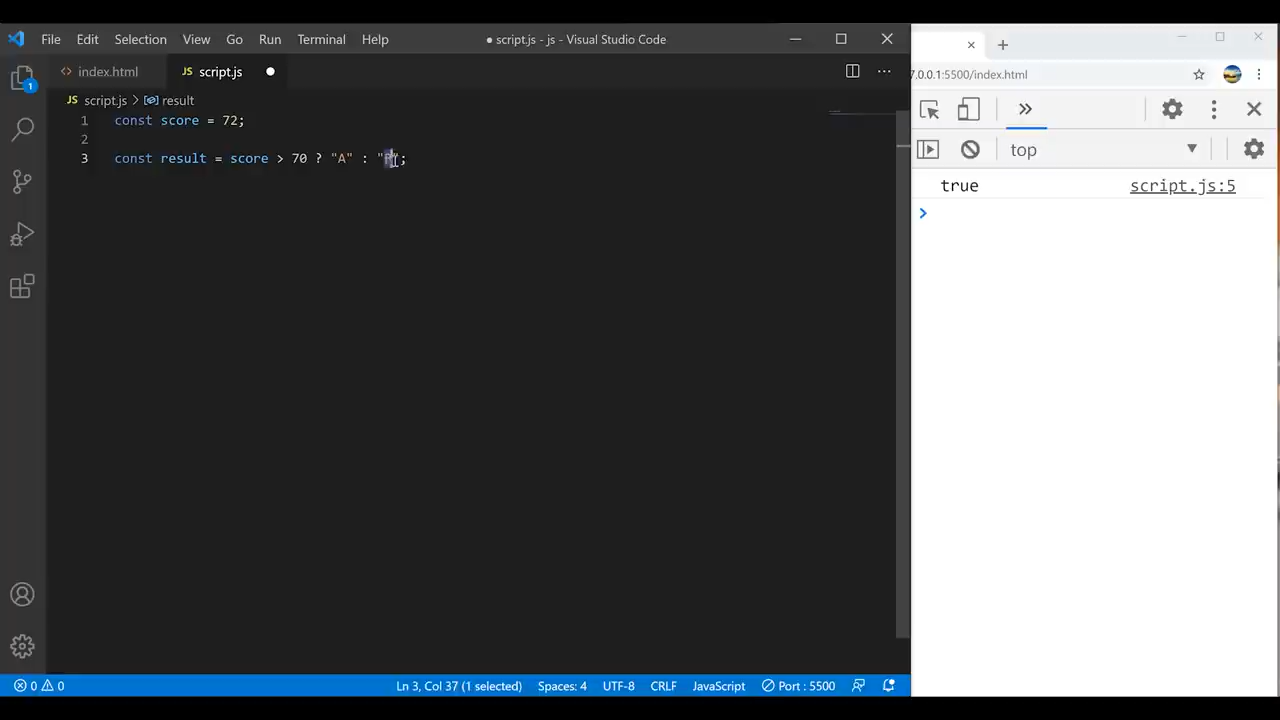 File Edit Selection View Go Run Terminal Help
● script.js - js - Visual Studio Code
index.html
JS script.js
JS script.js > result
1 const score = 72;
2
3 const result = score > 70 ? "A" : "
Ln 3, Col 37 (1 selected) Spaces: 4 UTF-8 CRLF JavaScript Port : 5500
0 0
1
7.0.0.1:5500/index.html
top
true script.js:5